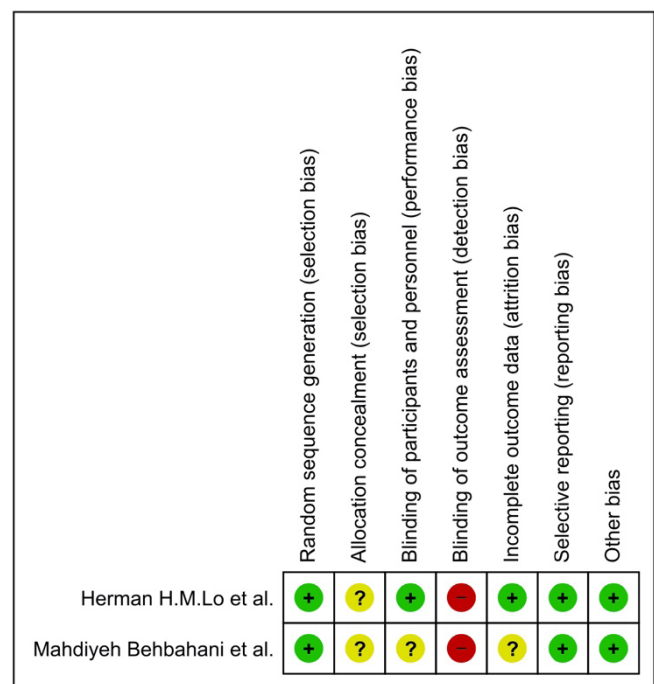 Random sequence generation (selection bias)
Allocation concealment (selection bias)
Blinding of participants and personnel (performance bias)
Blinding of outcome assessment (detection bias)
Incomplete outcome data (attrition bias)
Selective reporting (reporting bias)
Other bias
Herman H.M.Lo et al. + ? + – + + +
Mahdiyeh Behbahani et al. + ? ? – ? + +